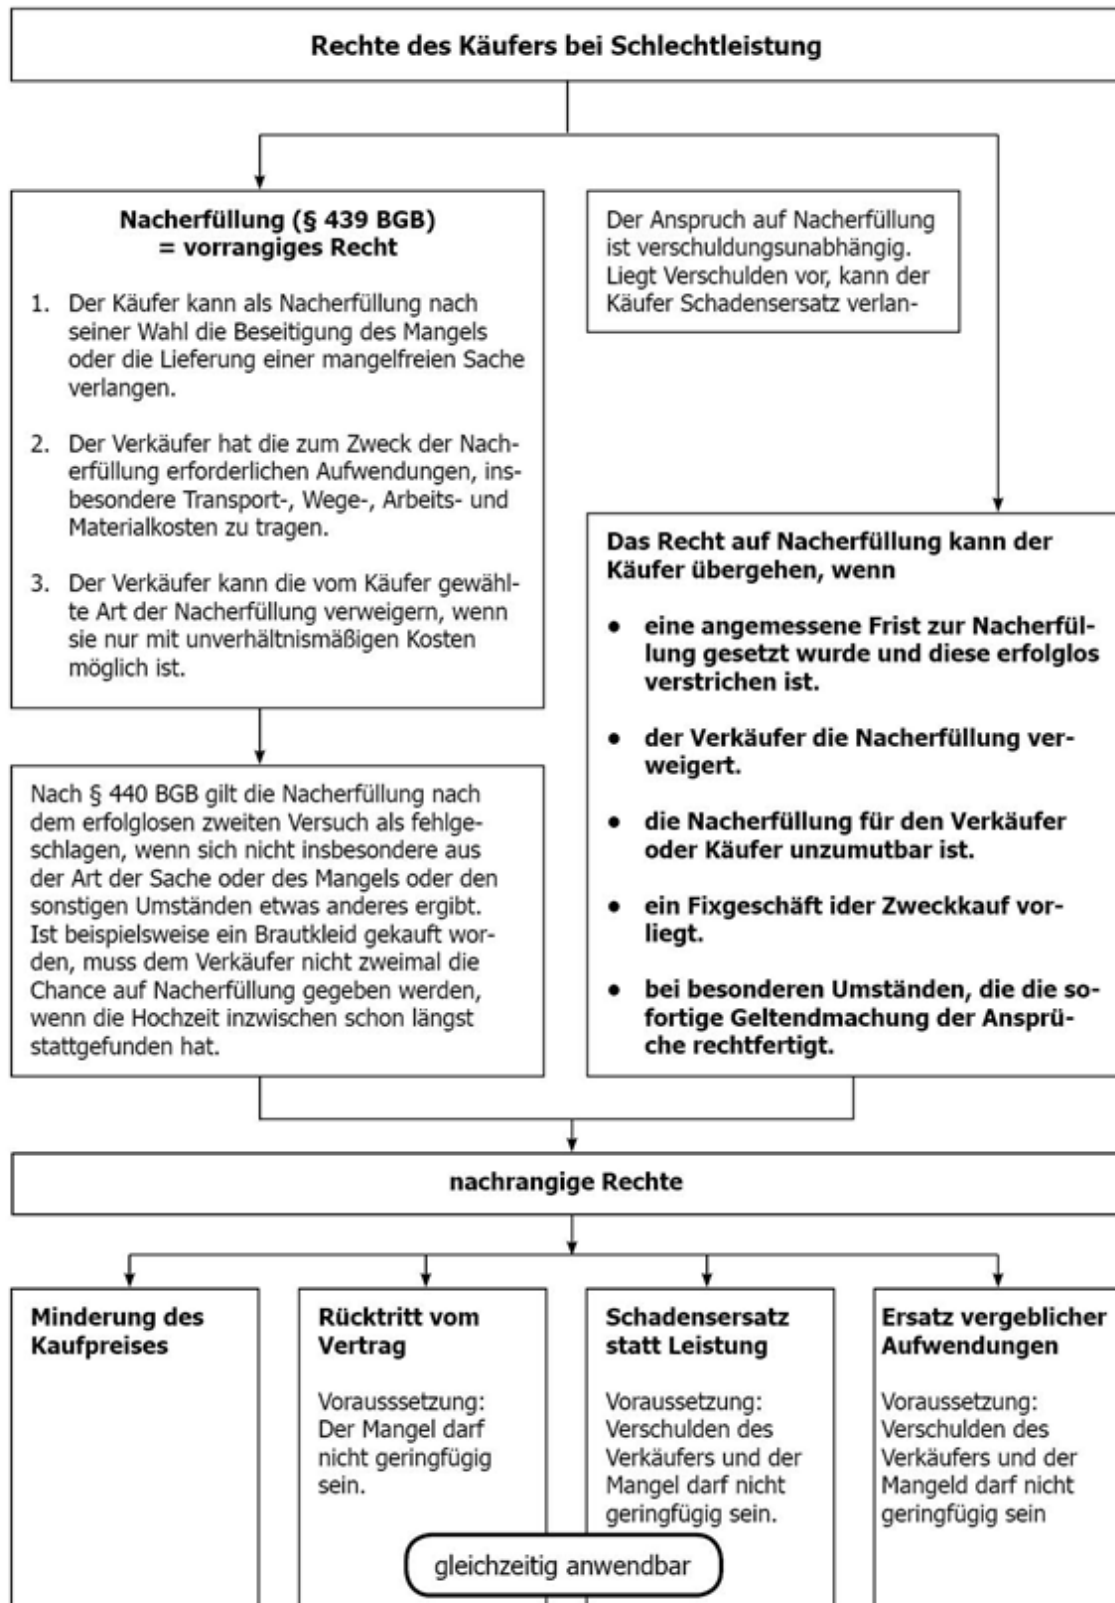 Rechte des Käufers bei Schlechtleistung
Nacherfüllung (§ 439 BGB)
= vorrangiges Recht
1. Der Käufer kann als Nacherfüllung nach
seiner Wahl die Beseitigung des Mangels
oder die Lieferung einer mangelfreien Sache
verlangen.
2. Der Verkäufer hat die zum Zweck der Nach-
erfüllung erforderlichen Aufwendungen, ins-
besondere Transport-, Wege-, Arbeits- und
Materialkosten zu tragen.
3. Der Verkäufer kann die vom Käufer gewähl-
te Art der Nacherfüllung verweigern, wenn
sie nur mit unverhältnismäßigen Kosten
möglich ist.
Der Anspruch auf Nacherfüllung
ist verschuldungsunabhängig.
Liegt Verschulden vor, kann der
Käufer Schadensersatz verlan-
Nach § 440 BGB gilt die Nacherfüllung nach
dem erfolglosen zweiten Versuch als fehlge-
schlagen, wenn sich nicht insbesondere aus
der Art der Sache oder des Mangels oder den
sonstigen Umständen etwas anderes ergibt.
Ist beispielsweise ein Brautkleid gekauft wor-
den, muss dem Verkäufer nicht zweimal die
Chance auf Nacherfüllung gegeben werden,
wenn die Hochzeit inzwischen schon längst
stattgefunden hat.
Das Recht auf Nacherfüllung kann der
Käufer übergehen, wenn
● eine angemessene Frist zur Nacherfül-
lung gesetzt wurde und diese erfolglos
verstrichen ist.
● der Verkäufer die Nacherfüllung ver-
weigert.
● die Nacherfüllung für den Verkäufer
oder Käufer unzumutbar ist.
● ein Fixgeschäft ider Zweckkauf vor-
liegt.
● bei besonderen Umständen, die die so-
fortige Geltendmachung der Ansprü-
che rechtfertigt.
nachrangige Rechte
Minderung des
Kaufpreises
Rücktritt vom
Vertrag
Vorausssetzung:
Der Mangel darf
nicht geringfügig
sein.
Schadensersatz
statt Leistung
Voraussetzung:
Verschulden des
Verkäufers und der
Mangel darf nicht
geringfügig sein.
Ersatz vergeblicher
Aufwendungen
Voraussetzung:
Verschulden des
Verkäufers und der
Mangeld darf nicht
geringfügig sein
gleichzeitig anwendbar